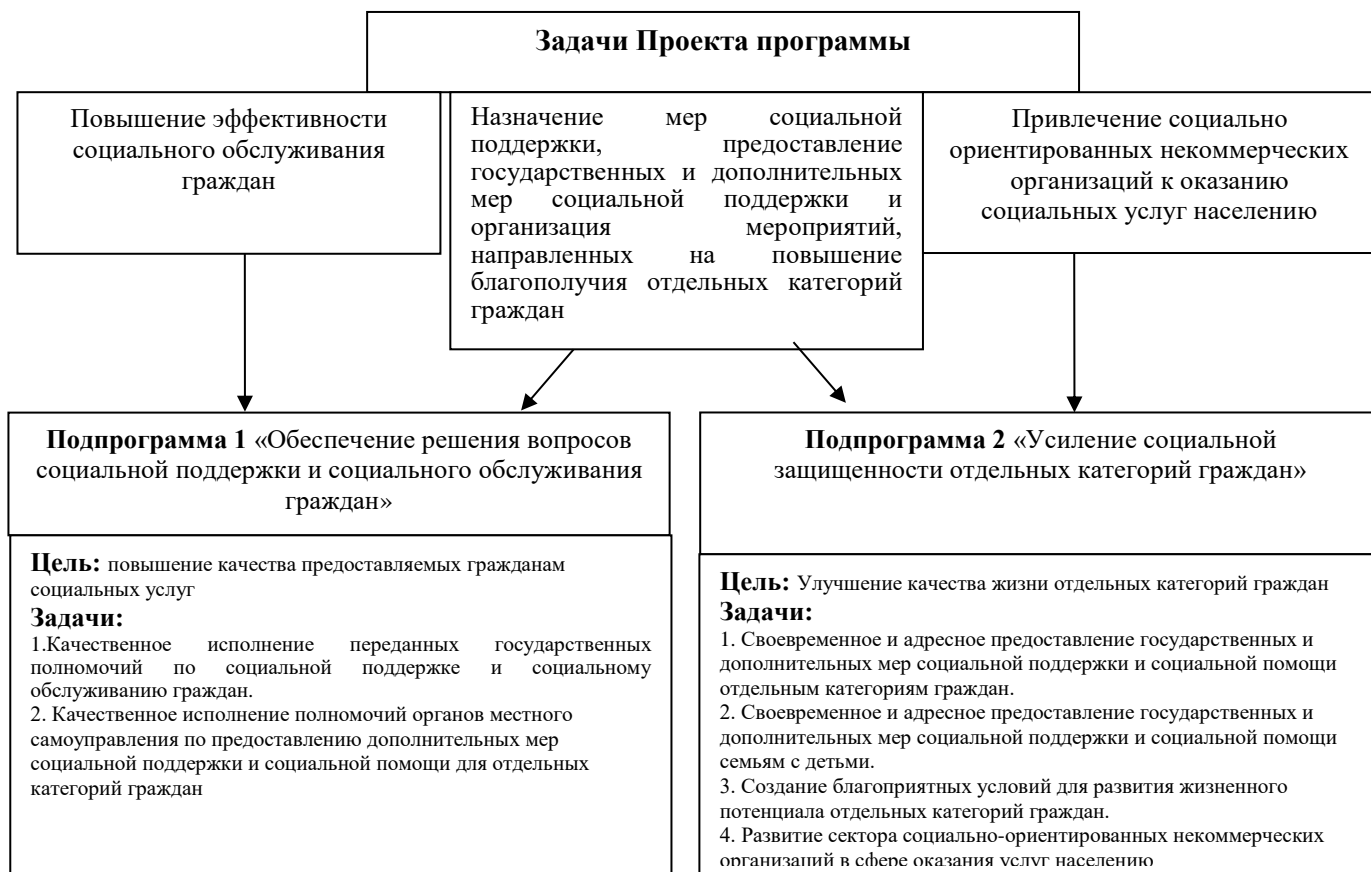 Задачи Проекта программы
Повышение эффективности
социального обслуживания
граждан
Назначение мер социальной
поддержки, предоставление
государственных и дополнительных
мер социальной поддержки и
организация мероприятий,
направленных на повышение
благополучия отдельных категорий
граждан
Привлечение социально
ориентированных некоммерческих
организаций к оказанию
социальных услуг населению
Подпрограмма 1 «Обеспечение решения вопросов
социальной поддержки и социального обслуживания
граждан»
Цель: повышение качества предоставляемых гражданам
социальных услуг
Задачи:
1.Качественное исполнение переданных государственных
полномочий по социальной поддержке и социальному
обслуживанию граждан.
2. Качественное исполнение полномочий органов местного
самоуправления по предоставлению дополнительных мер
социальной поддержки и социальной помощи для отдельных
категорий граждан
Подпрограмма 2 «Усиление социальной
защищенности отдельных категорий граждан»
Цель: Улучшение качества жизни отдельных категорий граждан
Задачи:
1. Своевременное и адресное предоставление государственных и
дополнительных мер социальной поддержки и социальной помощи
отдельным категориям граждан.
2. Своевременное и адресное предоставление государственных и
дополнительных мер социальной поддержки и социальной помощи
семьям с детьми.
3. Создание благоприятных условий для развития жизненного
потенциала отдельных категорий граждан.
4. Развитие сектора социально-ориентированных некоммерческих
организаций в сфере оказания услуг населению